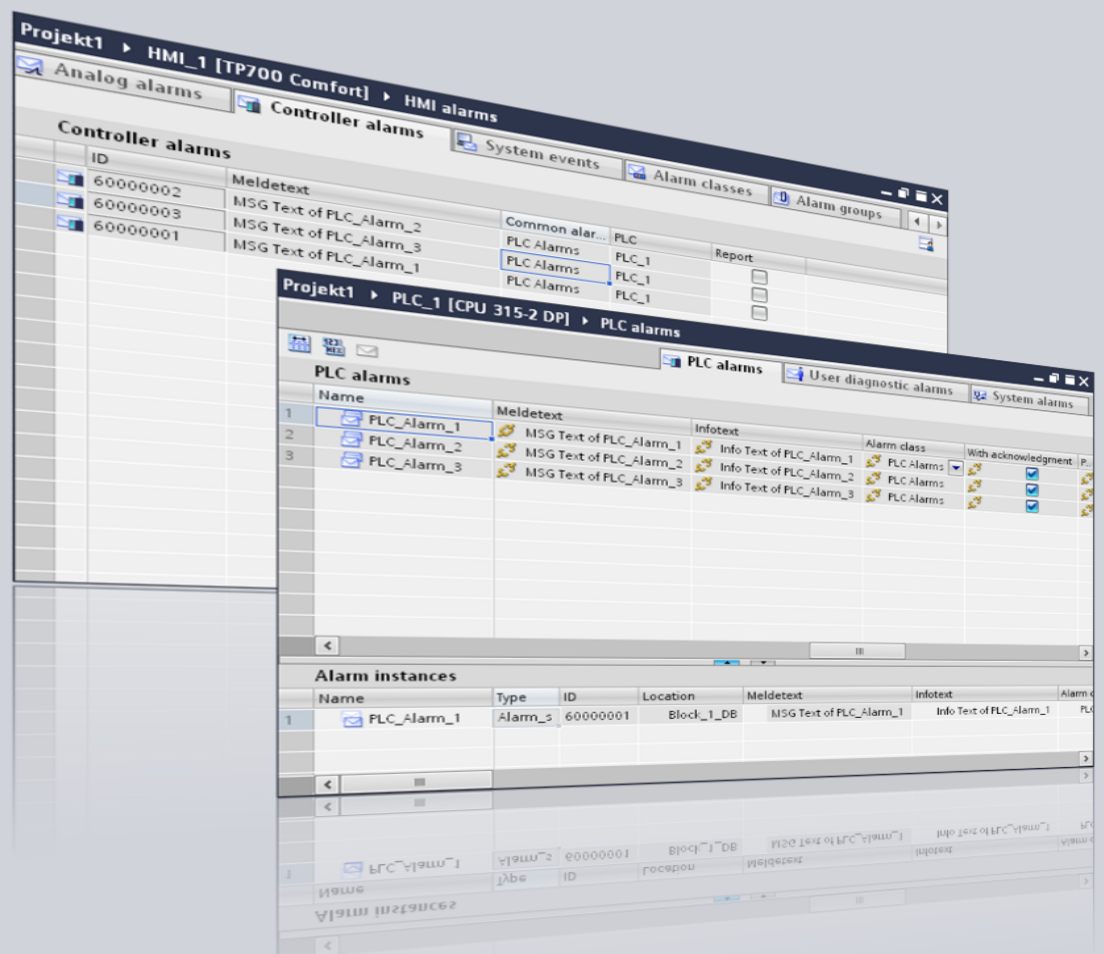 Projekt1 ▸ HMI_1 [TP700 Comfort] ▸ HMI alarms
Analog alarms Controller alarms System events Alarm classes Alarm groups
Controller alarms
ID Meldetext Common alar... PLC Report
60000002 MSG Text of PLC_Alarm_2 PLC Alarms PLC_1
60000003 MSG Text of PLC_Alarm_3 PLC Alarms PLC_1
60000001 MSG Text of PLC_Alarm_1 PLC Alarms PLC_1
Projekt1 ▸ PLC_1 [CPU 315-2 DP] ▸ PLC alarms
PLC alarms User diagnostic alarms System alarms
PLC alarms
Name Meldetext Infotext Alarm class With acknowledgment P...
1 PLC_Alarm_1 MSG Text of PLC_Alarm_1 Info Text of PLC_Alarm_1 PLC Alarms
2 PLC_Alarm_2 MSG Text of PLC_Alarm_2 Info Text of PLC_Alarm_2 PLC Alarms
3 PLC_Alarm_3 MSG Text of PLC_Alarm_3 Info Text of PLC_Alarm_3 PLC Alarms
Alarm instances
Name Type ID Location Meldetext Infotext Alarm c
1 PLC_Alarm_1 Alarm_s 60000001 Block_1_DB MSG Text of PLC_Alarm_1 Info Text of PLC_Alarm_1 PLC